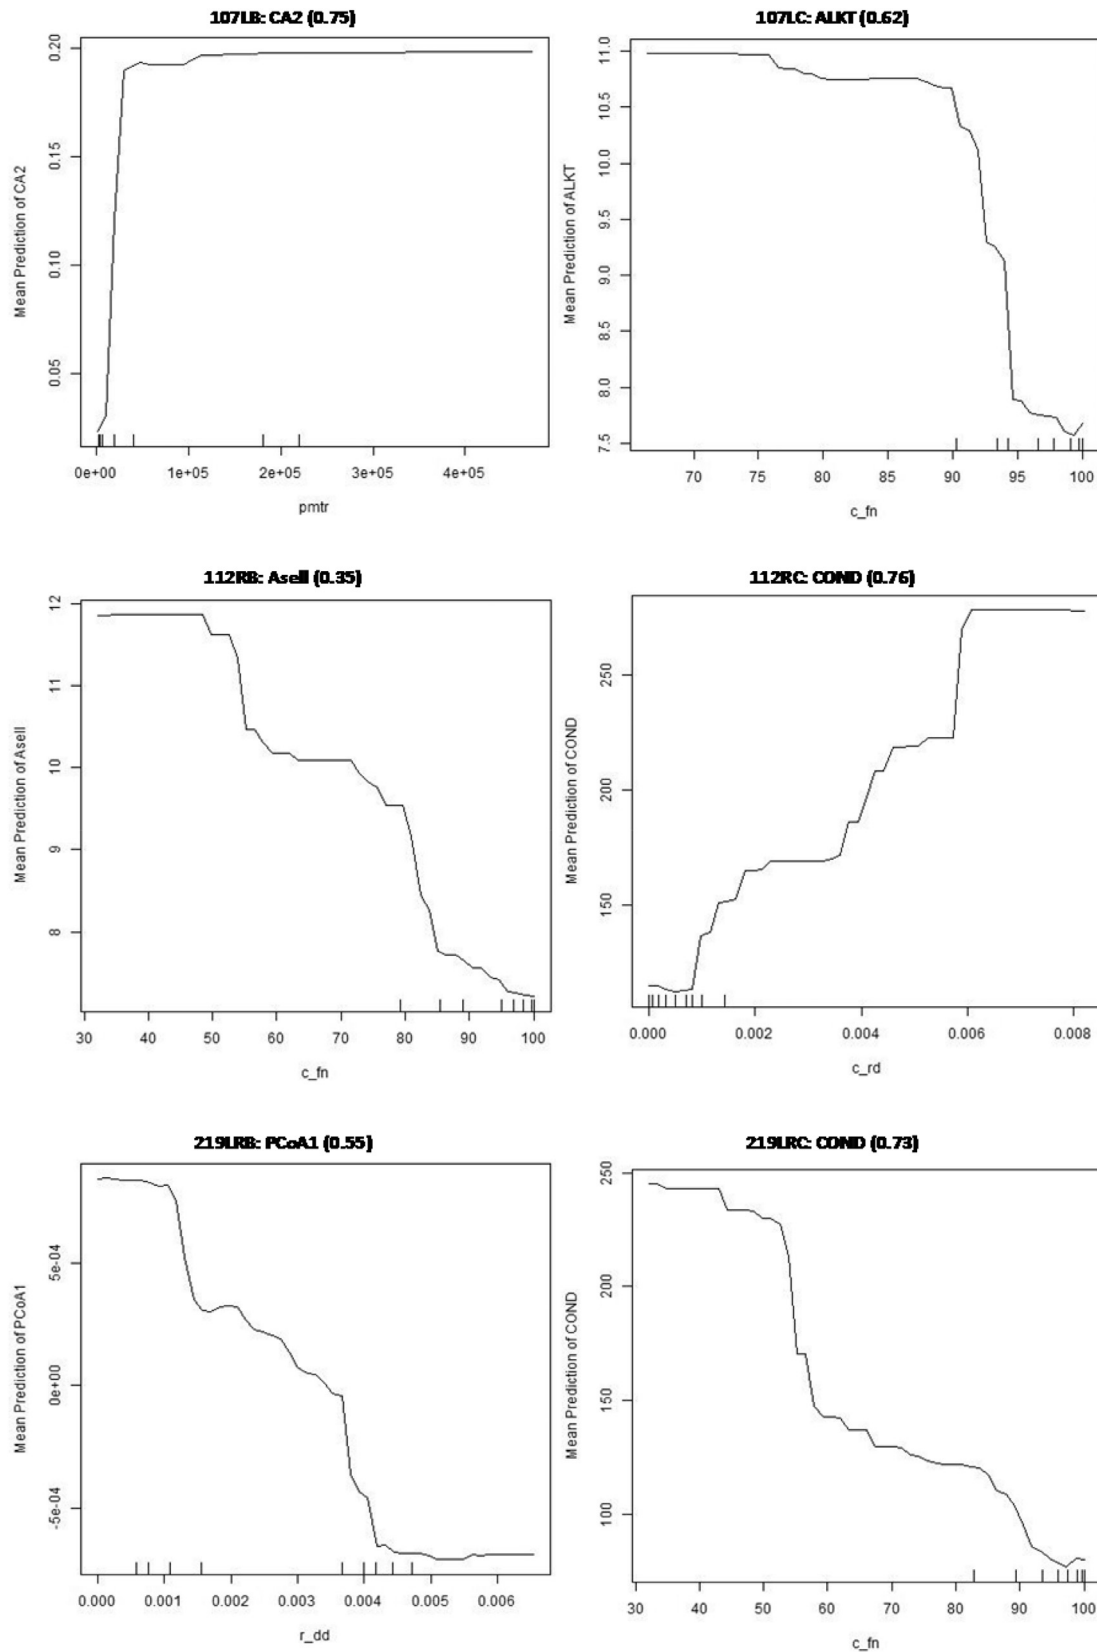 107LB: CA2 (0.75)
Mean Prediction of CA2
0.20
0.15
0.10
0.05
0e+00 1e+05 2e+05 3e+05 4e+05
pmtr
107LC: ALKT (0.62)
Mean Prediction of ALKT
11.0
10.5
10.0
9.5
9.0
8.5
8.0
7.5
70 75 80 85 90 95 100
c_fn
112RB: Asell (0.35)
Mean Prediction of Asell
12
11
10
9
8
30 40 50 60 70 80 90 100
c_fn
112RC: COND (0.76)
Mean Prediction of COND
250
200
150
0.000 0.002 0.004 0.006 0.008
c_rd
219LRB: PCoA1 (0.55)
Mean Prediction of PCoA1
5e-04
0e+00
-5e-04
0.000 0.001 0.002 0.003 0.004 0.005 0.006
r_dd
219LRC: COND (0.73)
Mean Prediction of COND
250
200
150
100
30 40 50 60 70 80 90 100
c_fn